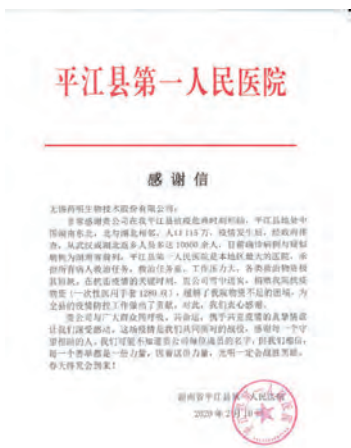 平江县第一人民医院
感谢信
无锡药明生物技术股份有限公司:
非常感谢贵公司在我平江县抗疫危难时刻相助，平江县地处中
国湖南东北，北与湖北相邻，人口115万，疫情发生后，经政府排
查，从武汉或湖北返乡人员多达10000余人，目前确诊病例与疑似
病例为湖南省前列。平江县第一人民医院是本地区最大的医院，承
担所有病人救治任务，救治任务重，工作压力大，各类救治物资极
其短缺，在抗击疫情的关键时刻，贵公司雪中送炭，捐赠我院抗疫
物资（一次性医用手套1280双），缓解了我院物资不足的困境，为
全县的疫情防控工作做出了贡献。对此，我们衷心感谢。
贵公司与广大群众同呼吸、共命运，携手共克疫情的真挚情谊
让我们深受感动，这场疫情是我们共同面对的战役，感谢每一个守
望相助的人，我们可能不知道贵公司每位成员的名字，但我们相信，
每一个善举都是一份力量，因着这份力量，光明一定会战胜黑暗，
春天终究会到来！
湖南省平江县第一人民医院
2020年2月10日